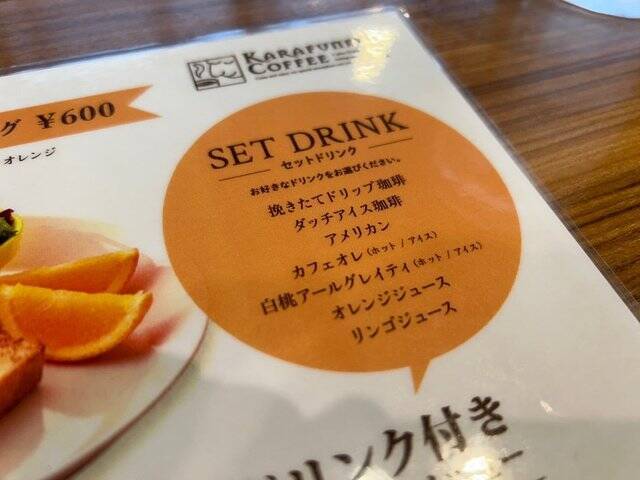 KARAFUNEYA
COFFEE
グ ¥600
オレンジ
SET DRINK
セットドリンク
お好きなドリンクをお選びください。
挽きたてドリップ珈琲
ダッチアイス珈琲
アメリカン
カフェオレ(ホット / アイス)
白桃アールグレイティ(ホット / アイス)
オレンジジュース
リンゴジュース
ドリンク付き